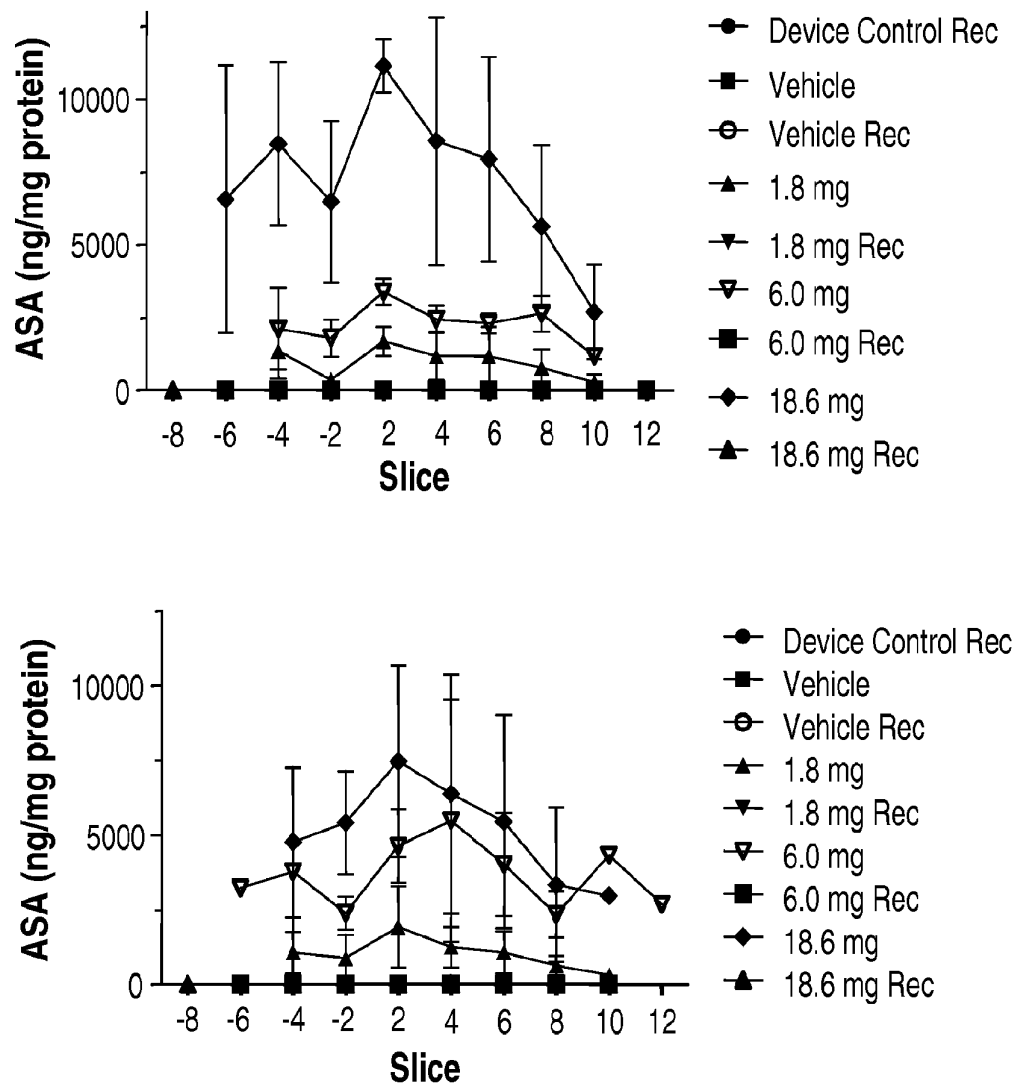 ASA (ng/mg protein)
10000
5000
0
-8 -6 -4 -2 2 4 6 8 10 12
Slice
Device Control Rec
Vehicle
Vehicle Rec
1.8 mg
1.8 mg Rec
6.0 mg
6.0 mg Rec
18.6 mg
18.6 mg Rec
ASA (ng/mg protein)
10000
5000
0
-8 -6 -4 -2 2 4 6 8 10 12
Slice
Device Control Rec
Vehicle
Vehicle Rec
1.8 mg
1.8 mg Rec
6.0 mg
6.0 mg Rec
18.6 mg
18.6 mg Rec